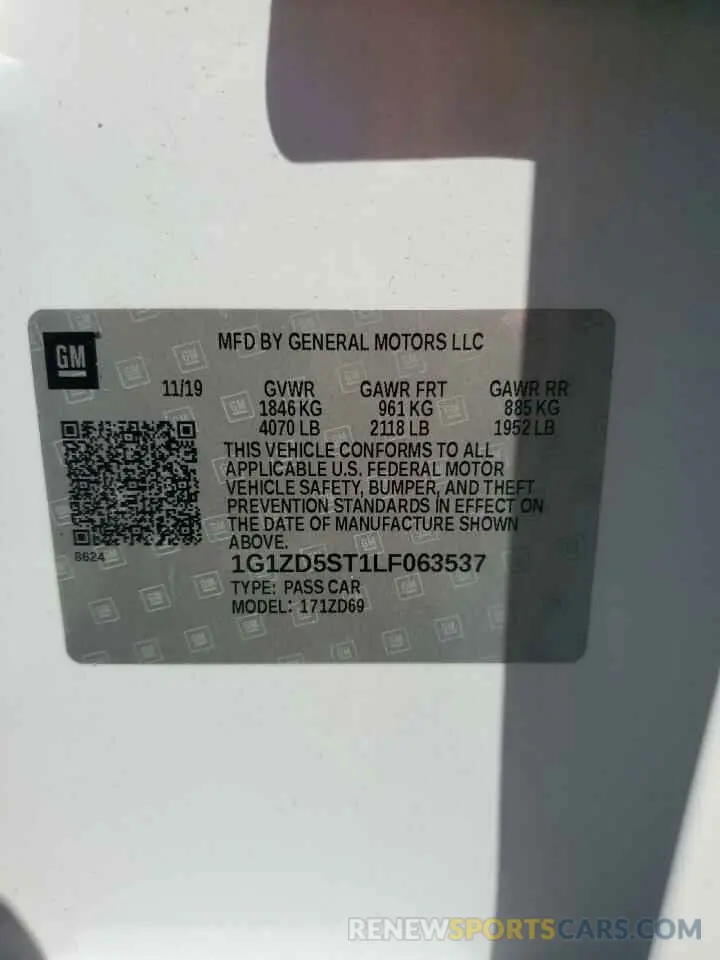 GM
MFD BY GENERAL MOTORS LLC
11/19 GVWR GAWR FRT GAWR RR
1846 KG 961 KG 885 KG
4070 LB 2118 LB 1952 LB
THIS VEHICLE CONFORMS TO ALL
APPLICABLE U.S. FEDERAL MOTOR
VEHICLE SAFETY, BUMPER, AND THEFT
PREVENTION STANDARDS IN EFFECT ON
THE DATE OF MANUFACTURE SHOWN
ABOVE.
8624
1G1ZD5ST1LF063537
TYPE: PASS CAR
MODEL: 171ZD69
RENEWSPORTSCARS.COM